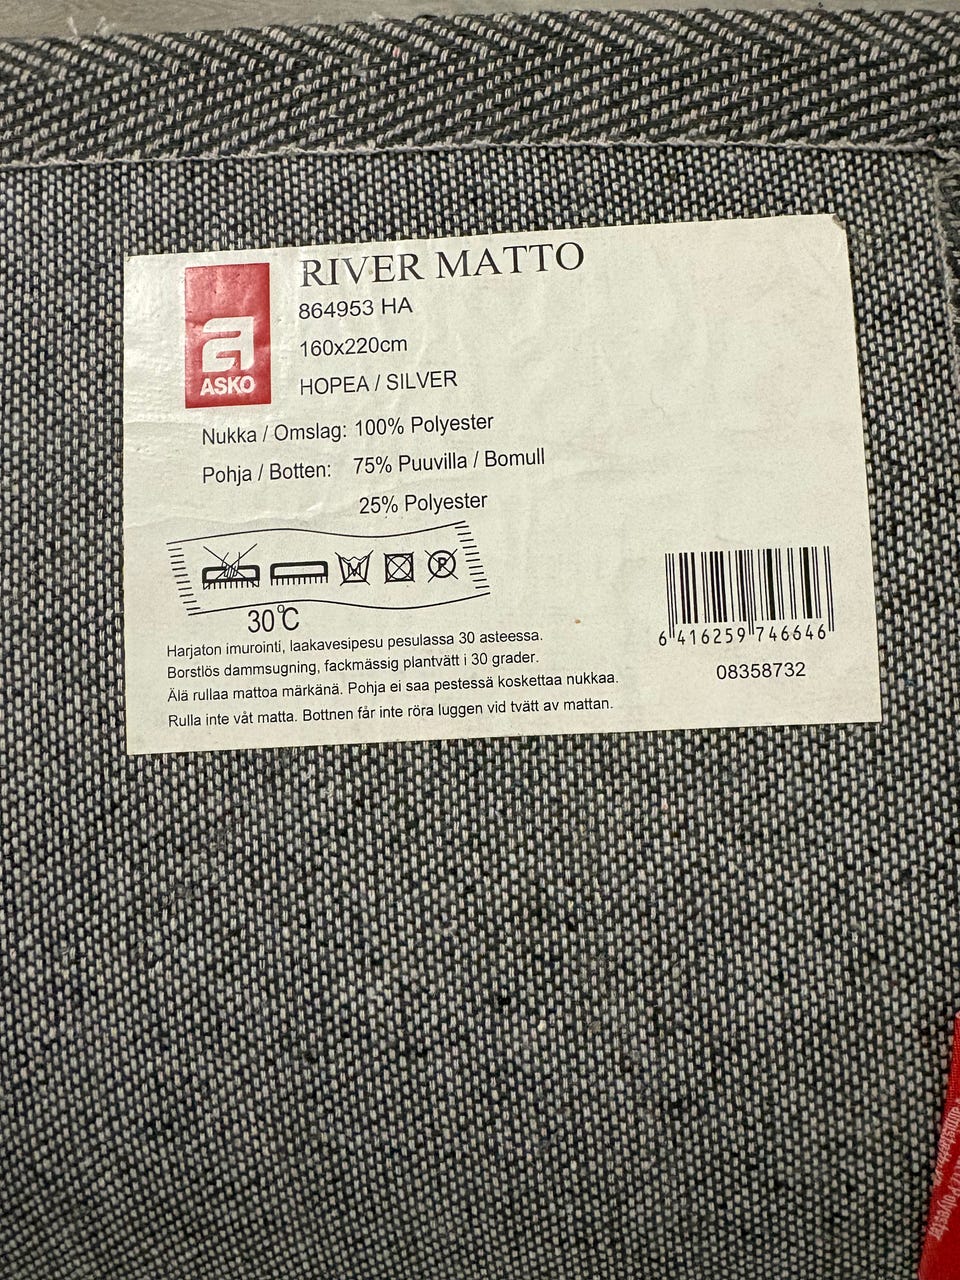 RIVER MATTO
864953 HA
160x220cm
HOPEA / SILVER
ASKO
Nukka / Omslag: 100% Polyester
Pohja / Botten: 75% Puuvilla / Bomull
25% Polyester
P
30°C
Harjaton imurointi, laakavesipesu pesulassa 30 asteessa.
Borstlös dammsugning, fackmässig plantvätt i 30 grader.
Älä rullaa mattoa märkänä. Pohja ei saa pestessä koskettaa nukkaa.
Rulla inte våt matta. Bottnen får inte röra luggen vid tvätt av mattan.
6 416259 746646
08358732
Polyester